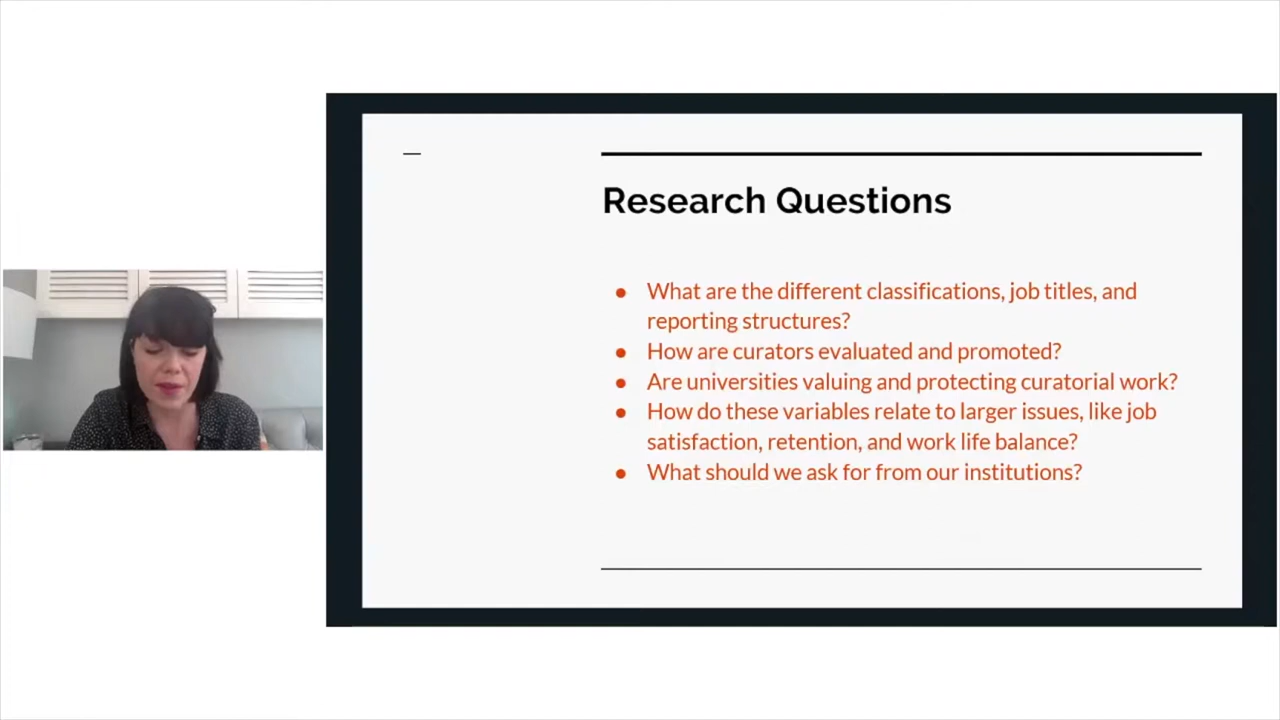 Research Questions
● What are the different classifications, job titles, and
reporting structures?
● How are curators evaluated and promoted?
● Are universities valuing and protecting curatorial work?
● How do these variables relate to larger issues, like job
satisfaction, retention, and work life balance?
● What should we ask for from our institutions?